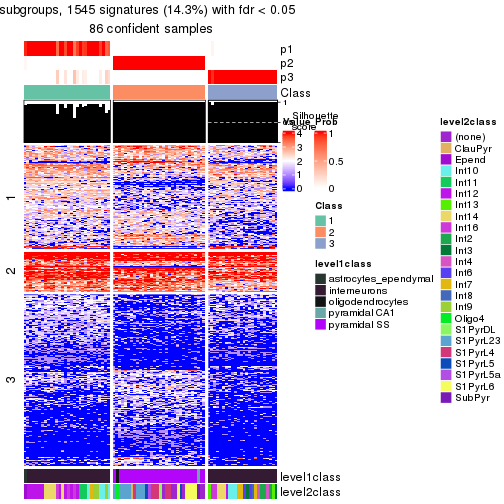 subgroups, 1545 signatures (14.3%) with fdr < 0.05
86 confident samples
p1
p2
p3
Class
1
Silhouette
score
Value
Prob
4
3
2
1
0
1
0.5
0
1
2
3
Class
1
2
3
level1class
astrocytes_ependymal
interneurons
oligodendrocytes
pyramidal CA1
pyramidal SS
level2class
(none)
ClauPyr
Epend
Int10
Int11
Int12
Int13
Int14
Int16
Int2
Int3
Int4
Int6
Int7
Int8
Int9
Oligo4
S1PyrDL
S1PyrL23
S1PyrL4
S1PyrL5
S1PyrL5a
S1PyrL6
SubPyr
level1class
level2class